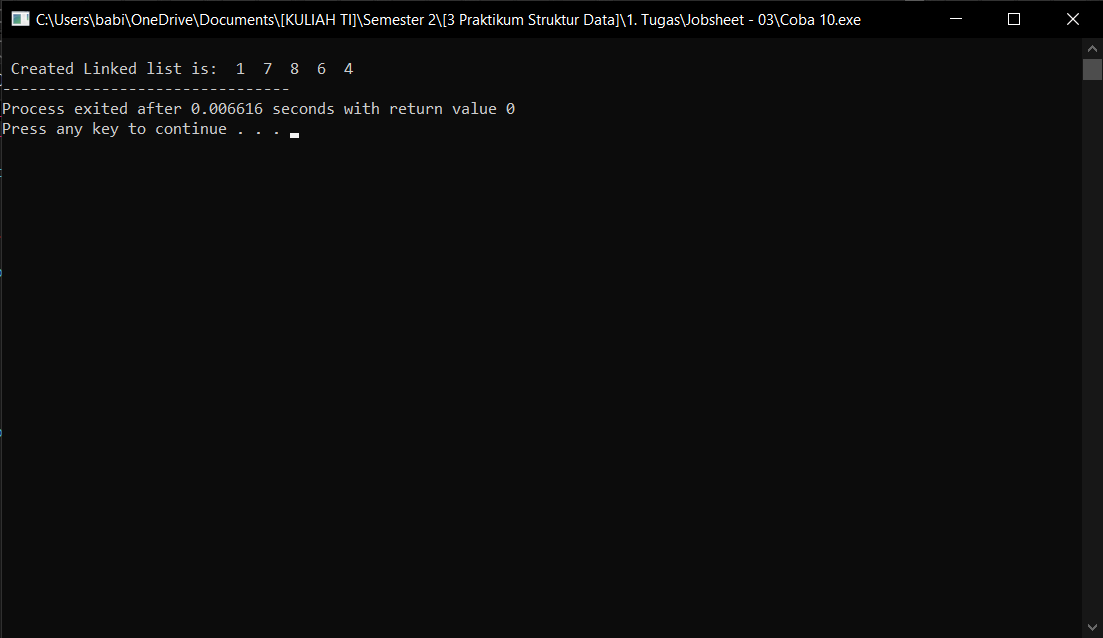 C:\Users\babi\OneDrive\Documents\[KULIAH TI]\Semester 2\[3 Praktikum Struktur Data]\1. Tugas\Jobsheet - 03\Coba 10.exe
Created Linked list is:  1  7  8  6  4
--------------------------------
Process exited after 0.006616 seconds with return value 0
Press any key to continue . . .